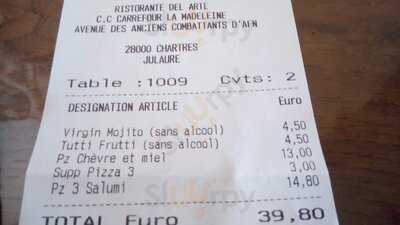 RISTORANTE DEL ARTE
C.C CARREFOUR LA MADELEINE
AVENUE DES ANCIENS COMBATTANTS D'AFN
28000 CHARTRES
JULAURE
Table :1009 Cvts: 2
DESIGNATION ARTICLE Euro
Virgin Mojito (sans alcool) 4,50
Tutti Frutti (sans alcool) 4,50
Pz Chèvre et miel 13,00
Supp Pizza 3 3,00
Pz 3 Salumi 14,80
TOTAL Euro 39,80